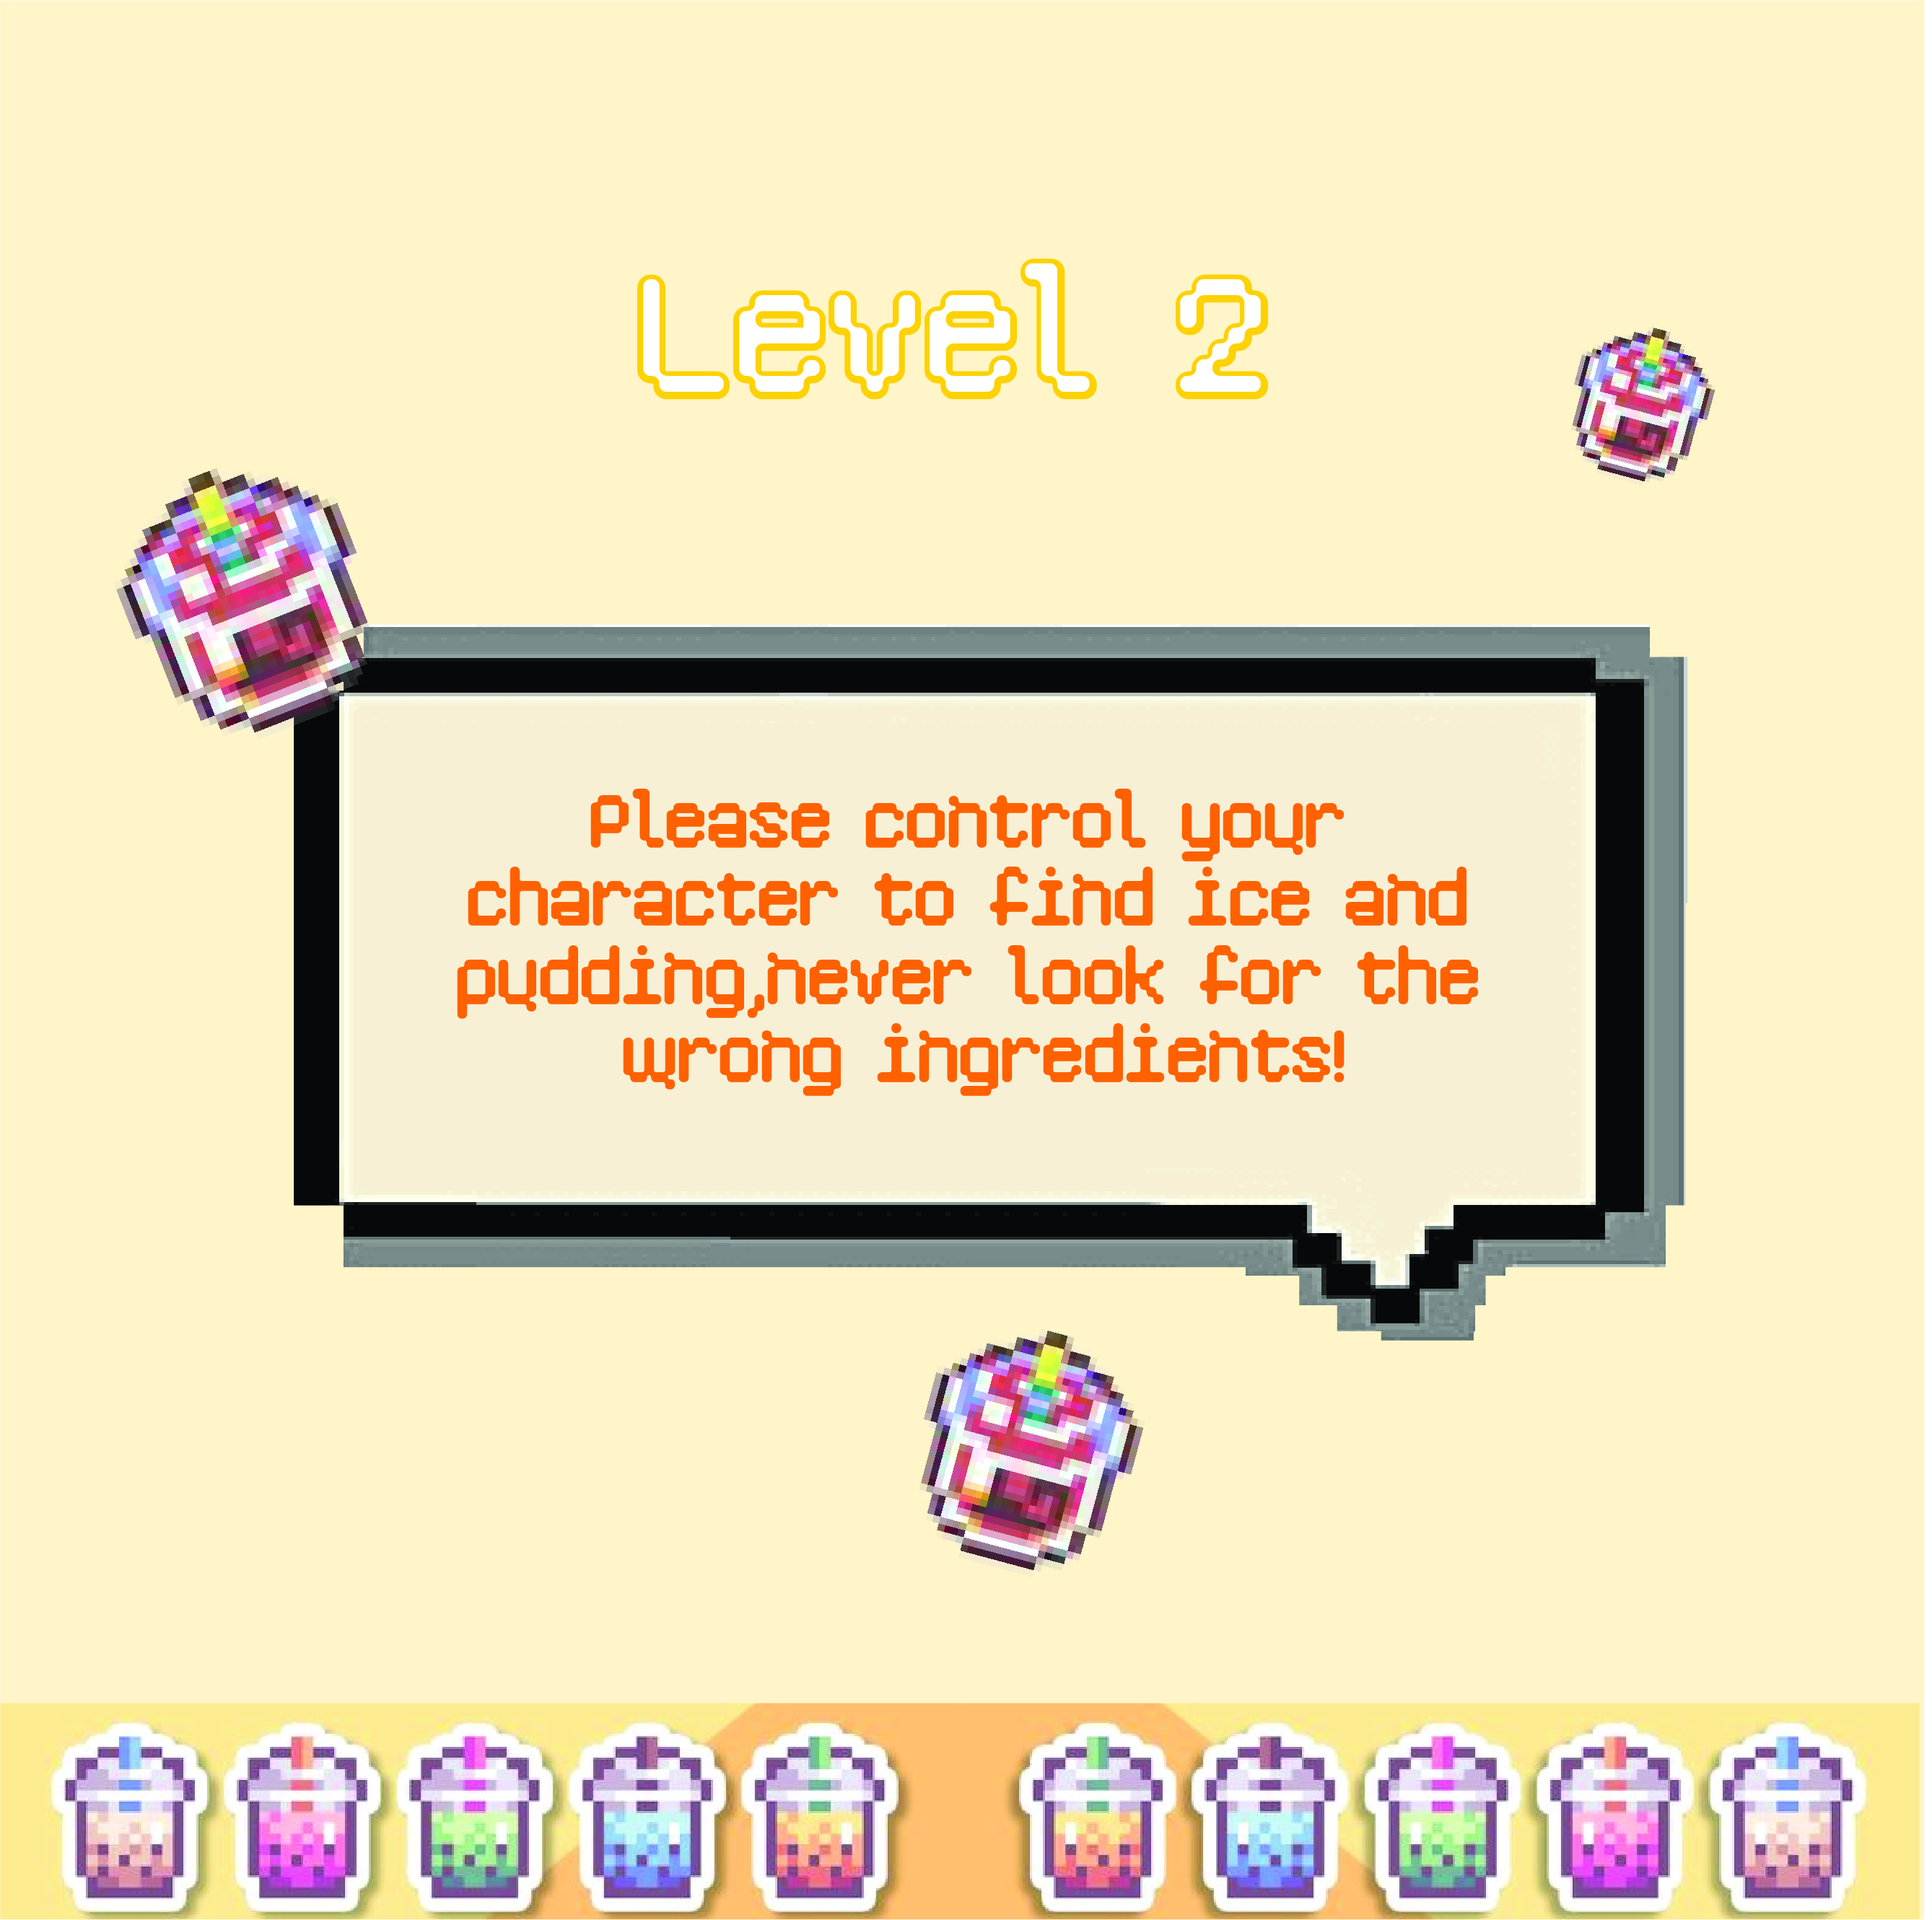 Level 2
Please control your
character to find ice and
pudding,never look for the
wrong ingredients!